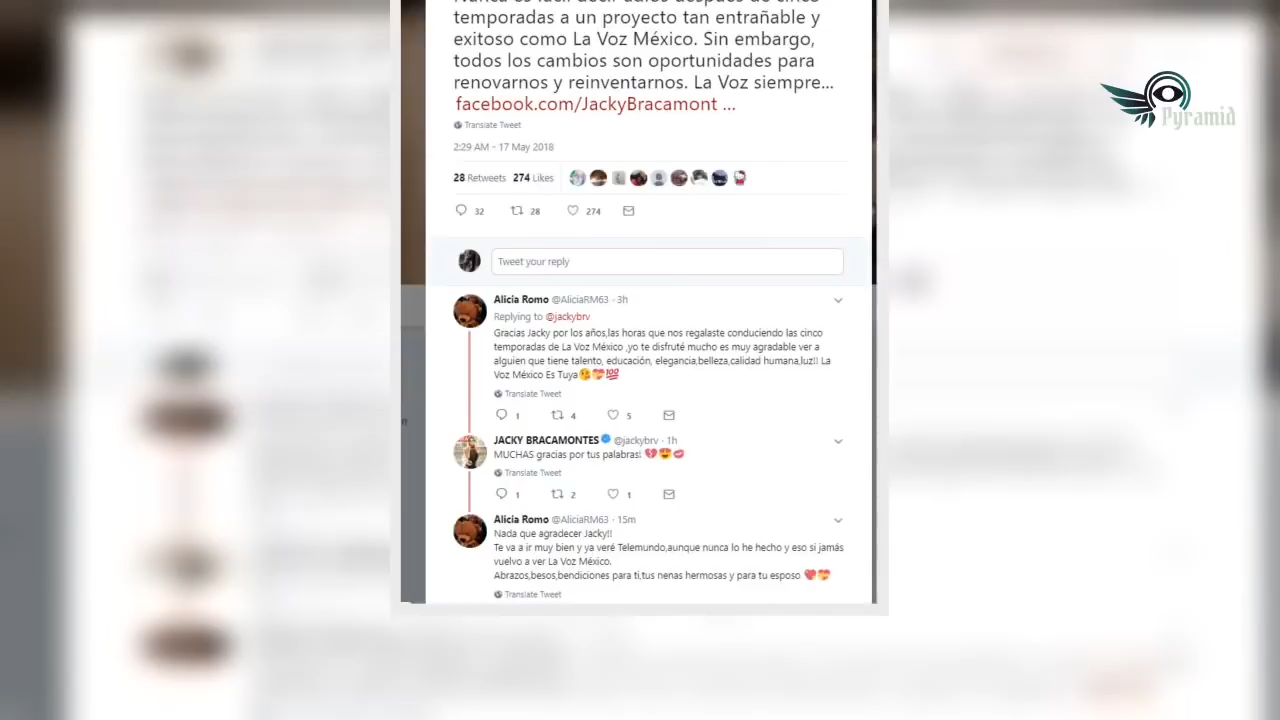 Nunca es fácil decir adiós después de cinco
temporadas a un proyecto tan entrañable y
exitoso como La Voz México. Sin embargo,
todos los cambios son oportunidades para
renovarnos y reinventarnos. La Voz siempre...
facebook.com/JackyBracamont ...
Translate Tweet
2:29 AM - 17 May 2018
28 Retweets 274 Likes
32 28 274
Tweet your reply
Alicia Romo @AliciaRM63 · 3h
Replying to @jackybrv
Gracias Jacky por los años,las horas que nos regalaste conduciendo las cinco
temporadas de La Voz México ,yo te disfruté mucho es muy agradable ver a
alguien que tiene talento, educación, elegancia,belleza,calidad humana,luz!! La
Voz México Es Tuya😘💝💯
Translate Tweet
1 4 5
JACKY BRACAMONTES @jackybrv · 1h
MUCHAS gracias por tus palabras! 💔😍💋
Translate Tweet
1 2 1
Alicia Romo @AliciaRM63 · 15m
Nada que agradecer Jacky!!
Te va a ir muy bien y ya veré Telemundo,aunque nunca lo he hecho y eso si jamás
vuelvo a ver La Voz México.
Abrazos,besos,bendiciones para ti,tus nenas hermosas y para tu esposo 💖💝
Translate Tweet
Pyramid